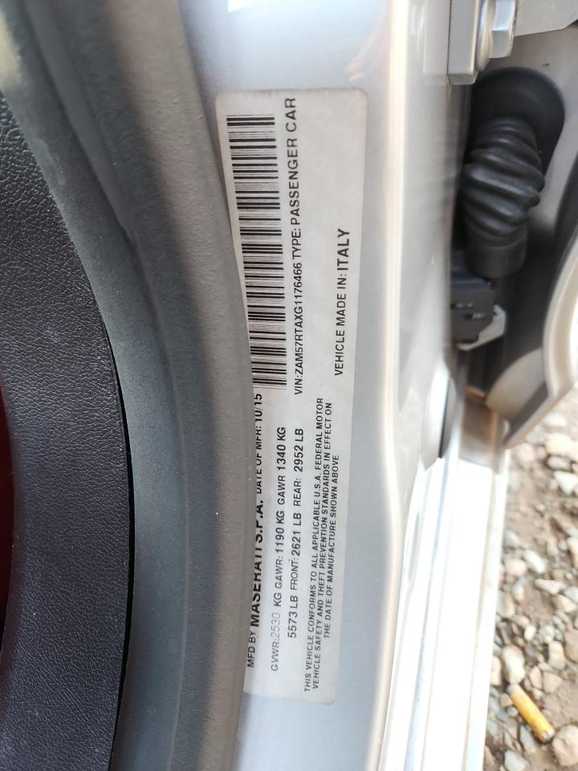 MFD BY MASERATI S.P.A. DATE OF MFR: 10/15
GVWR:2530 KG GAWR: 1190 KG GAWR 1340 KG
5573 LB FRONT: 2621 LB REAR: 2952 LB
THIS VEHICLE CONFORMS TO ALL APPLICABLE U.S.A. FEDERAL MOTOR
VEHICLE SAFETY AND THEFT PREVENTION STANDARDS IN EFFECT ON
THE DATE OF MANUFACTURE SHOWN ABOVE
VIN:ZAM57RTAXG1176466 TYPE: PASSENGER CAR
VEHICLE MADE IN: ITALY